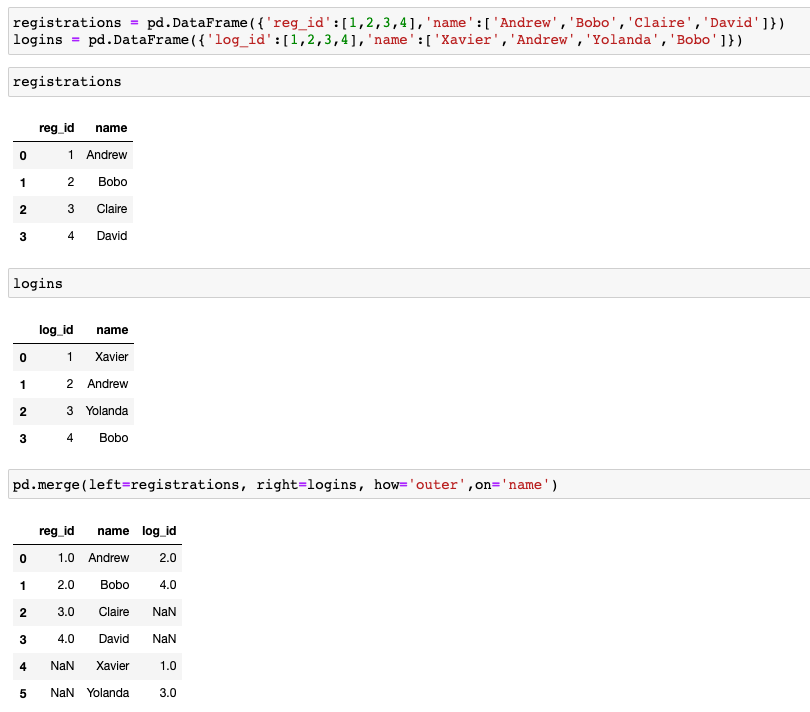 registrations = pd.DataFrame({'reg_id':[1,2,3,4],'name':['Andrew','Bobo','Claire','David']})
logins = pd.DataFrame({'log_id':[1,2,3,4],'name':['Xavier','Andrew','Yolanda','Bobo']})
registrations
reg_id name
0 1 Andrew
1 2 Bobo
2 3 Claire
3 4 David
logins
log_id name
0 1 Xavier
1 2 Andrew
2 3 Yolanda
3 4 Bobo
pd.merge(left=registrations, right=logins, how='outer',on='name')
reg_id name log_id
0 1.0 Andrew 2.0
1 2.0 Bobo 4.0
2 3.0 Claire NaN
3 4.0 David NaN
4 NaN Xavier 1.0
5 NaN Yolanda 3.0